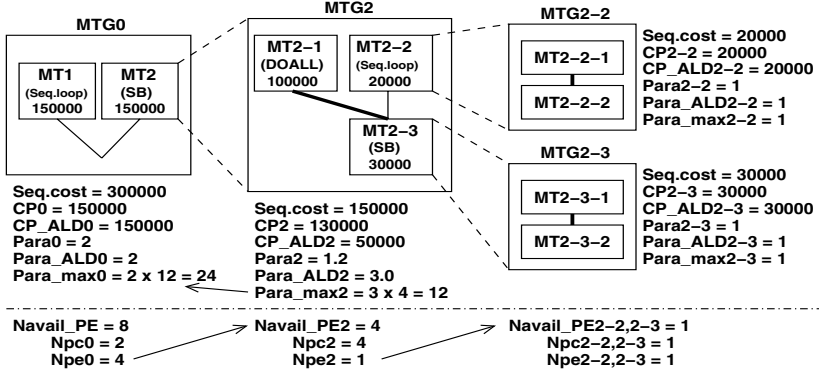 MTG0
MT1
(Seq.loop)
150000
MT2
(SB)
150000
Seq.cost = 300000
CP0 = 150000
CP_ALD0 = 150000
Para0 = 2
Para_ALD0 = 2
Para_max0 = 2 x 12 = 24
MTG2
MT2-1
(DOALL)
100000
MT2-2
(Seq.loop)
20000
MT2-3
(SB)
30000
Seq.cost = 150000
CP2 = 130000
CP_ALD2 = 50000
Para2 = 1.2
Para_ALD2 = 3.0
Para_max2 = 3 x 4 = 12
MTG2-2
MT2-2-1
MT2-2-2
Seq.cost = 20000
CP2-2 = 20000
CP_ALD2-2 = 20000
Para2-2 = 1
Para_ALD2-2 = 1
Para_max2-2 = 1
MTG2-3
MT2-3-1
MT2-3-2
Seq.cost = 30000
CP2-3 = 30000
CP_ALD2-3 = 30000
Para2-3 = 1
Para_ALD2-3 = 1
Para_max2-3 = 1
Navail_PE = 8
Npc0 = 2
Npe0 = 4
Navail_PE2 = 4
Npc2 = 4
Npe2 = 1
Navail_PE2-2,2-3 = 1
Npc2-2,2-3 = 1
Npe2-2,2-3 = 1